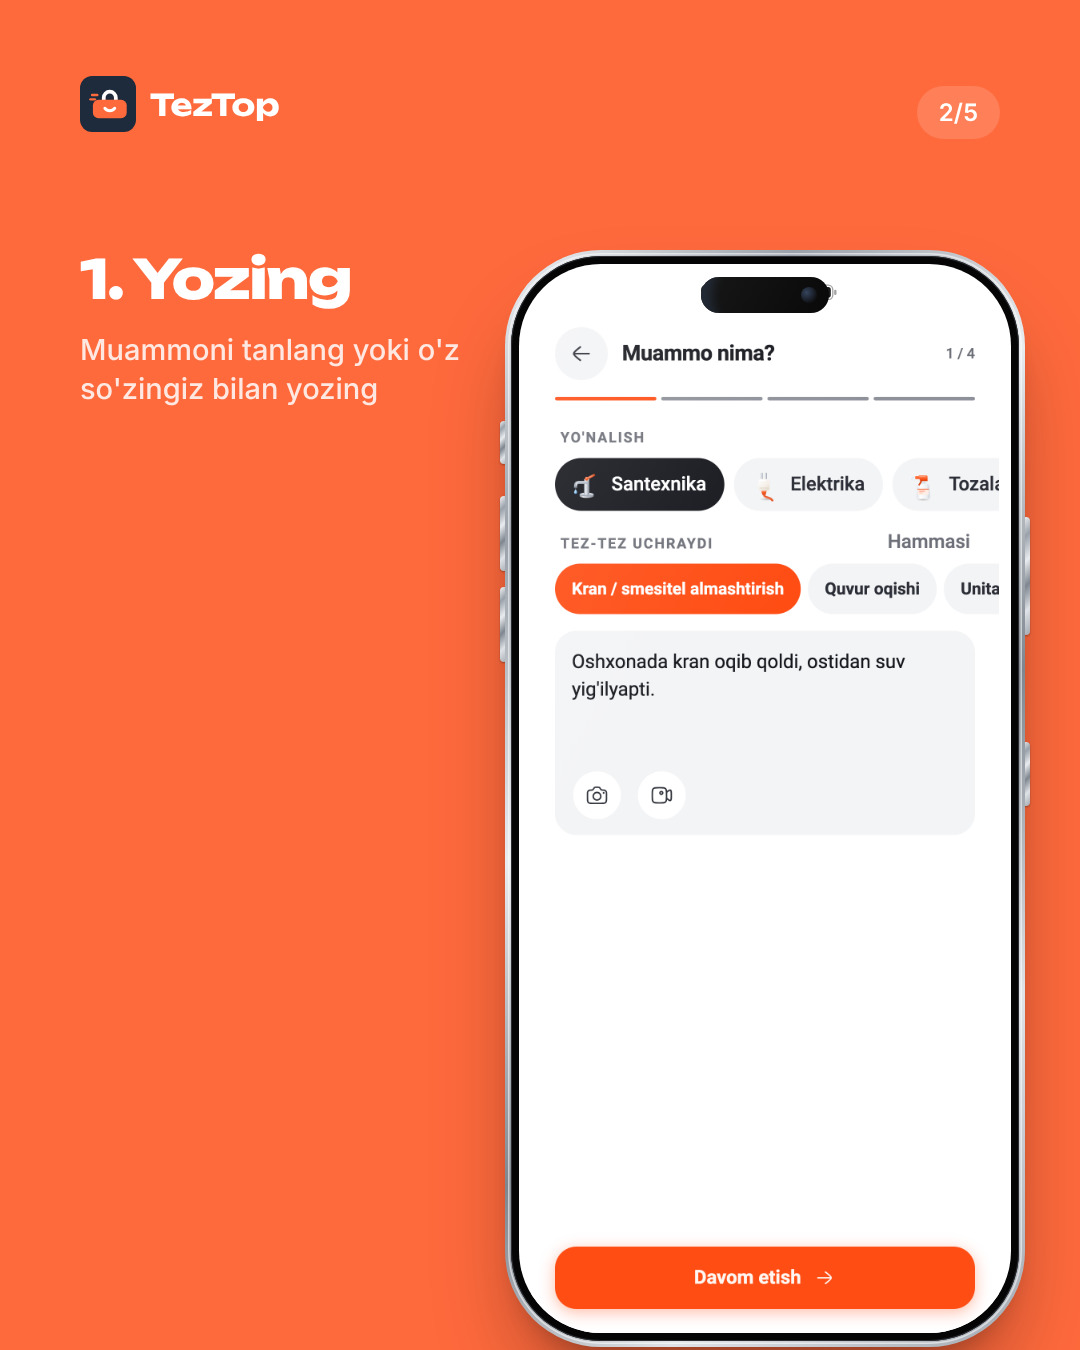 TezTop
2/5
1. Yozing
Muammoni tanlang yoki o'z
so'zingiz bilan yozing
Muammo nima?
1 / 4
YO'NALISH
Santexnika
Elektrika
TEZ-TEZ UCHRAYDI
Hammasi
Kran / smesitel almashtirish
Quvur oqishi
Oshxonada kran oqib qoldi, ostidan suv
yig'ilyapti.
Davom etish